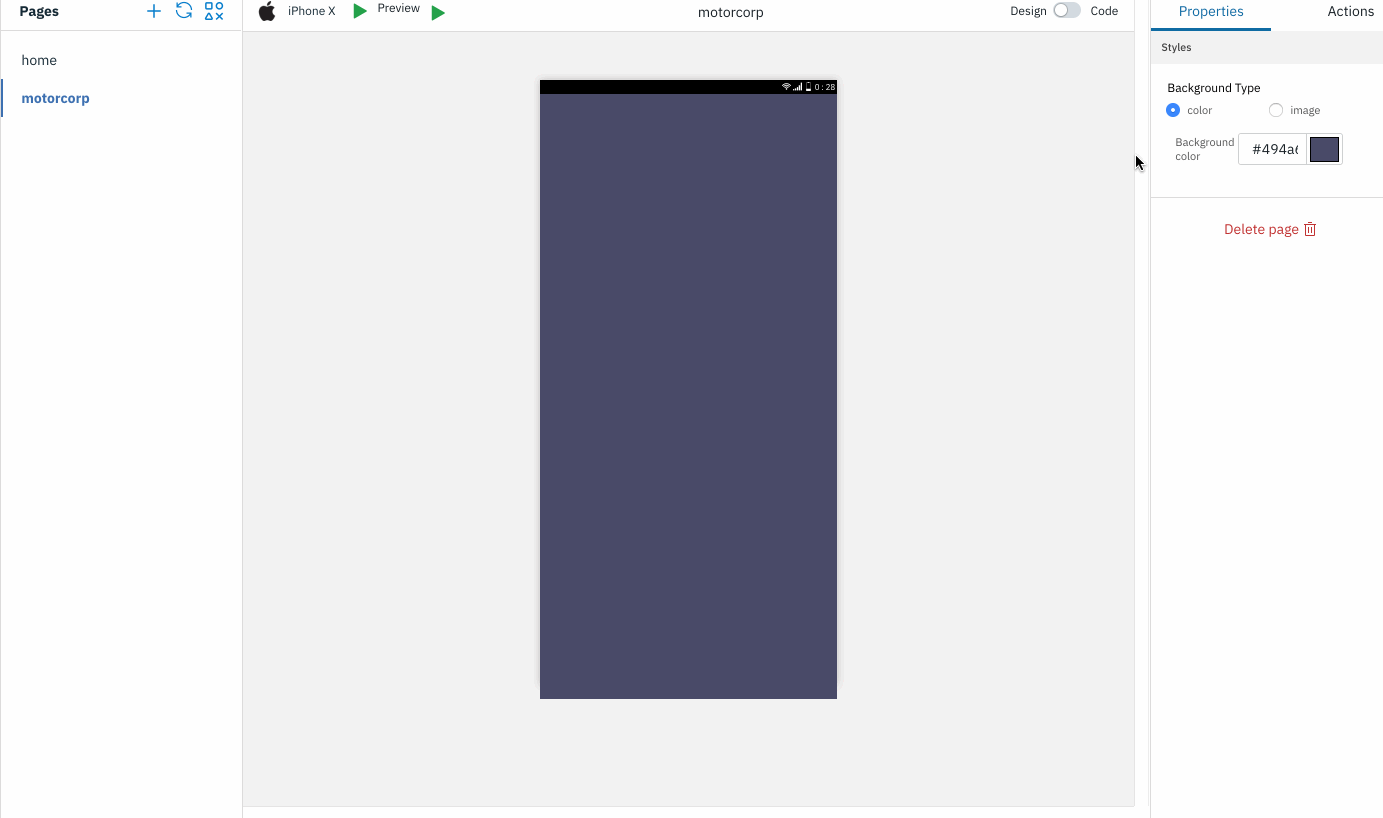 Pages
iPhone X
Preview
motorcorp
Design
Code
Properties
Actions
home
motorcorp
Styles
0 : 28
Background Type
color
image
Background
color
#494a
Delete page